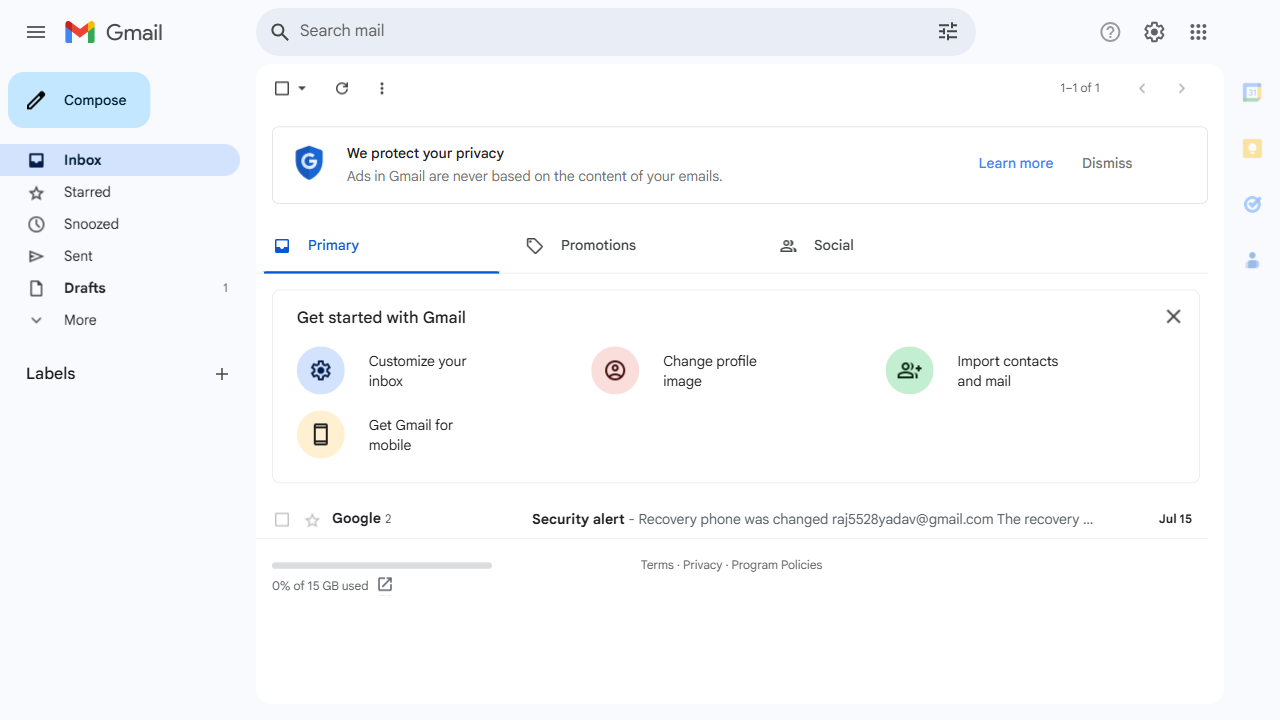 Gmail
Search mail
Compose
1–1 of 1
31
We protect your privacy
Ads in Gmail are never based on the content of your emails.
Learn more
Dismiss
Inbox
Starred
Snoozed
Sent
Drafts 1
More
Labels
Primary
Promotions
Social
Get started with Gmail
Customize your
inbox
Change profile
image
Import contacts
and mail
Get Gmail for
mobile
Google 2 Security alert - Recovery phone was changed raj5528yadav@gmail.com The recovery ... Jul 15
Terms · Privacy · Program Policies
0% of 15 GB used